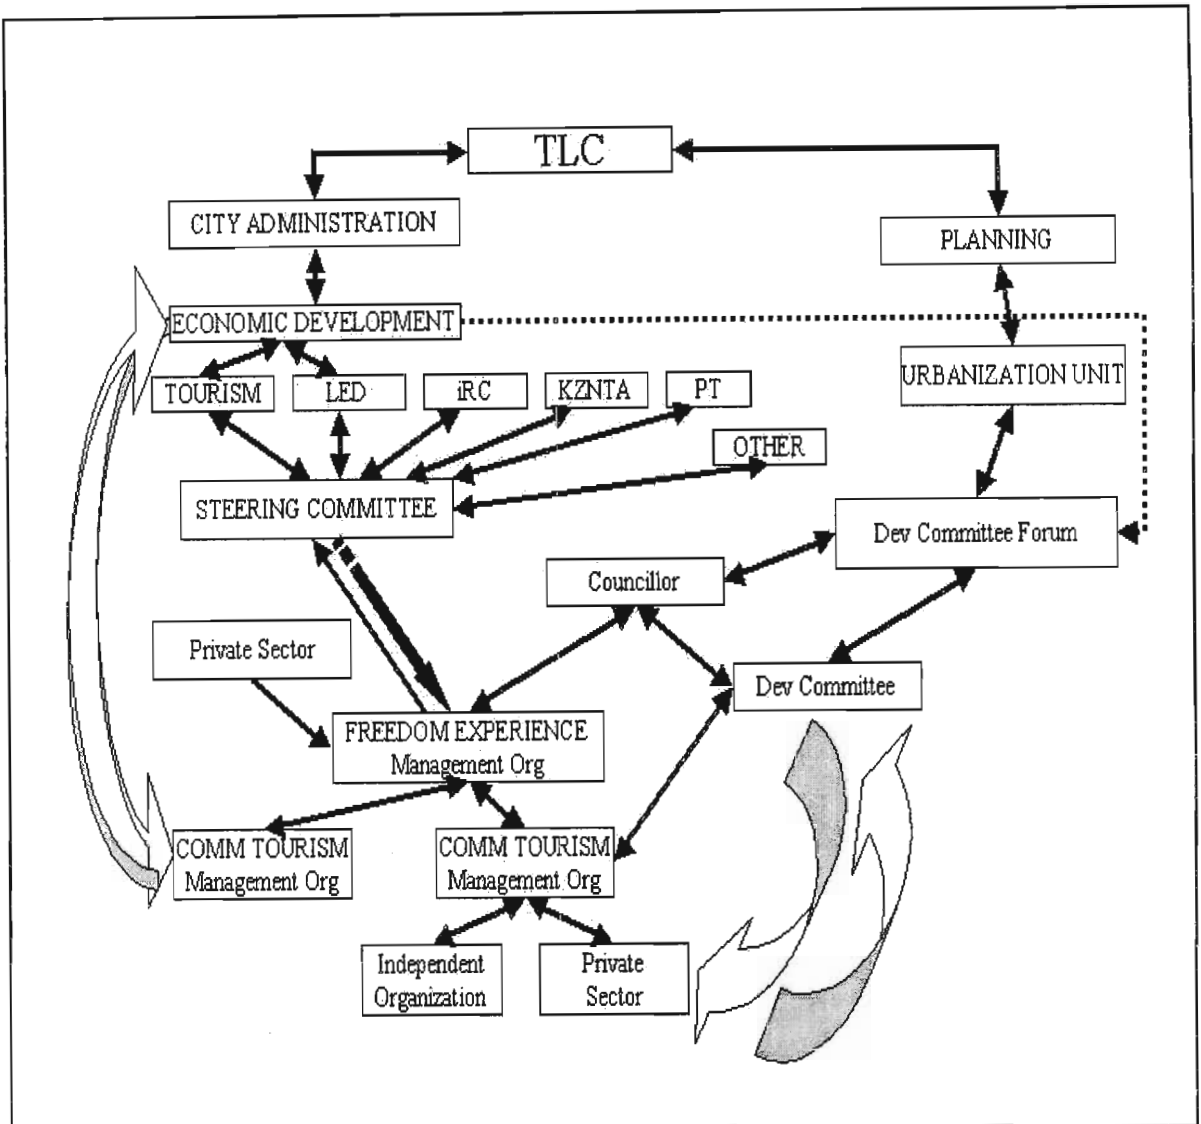 TLC
CITY ADMINISTRATION
PLANNING
ECONOMIC DEVELOPMENT
TOURISM
LED
iRC
KZNTA
PT
URBANIZATION UNIT
OTHER
STEERING COMMITTEE
Dev Committee Forum
Councillor
Private Sector
Dev Committee
FREEDOM EXPERIENCE
Management Org
COMM TOURISM
Management Org
COMM TOURISM
Management Org
Independent
Organization
Private
Sector